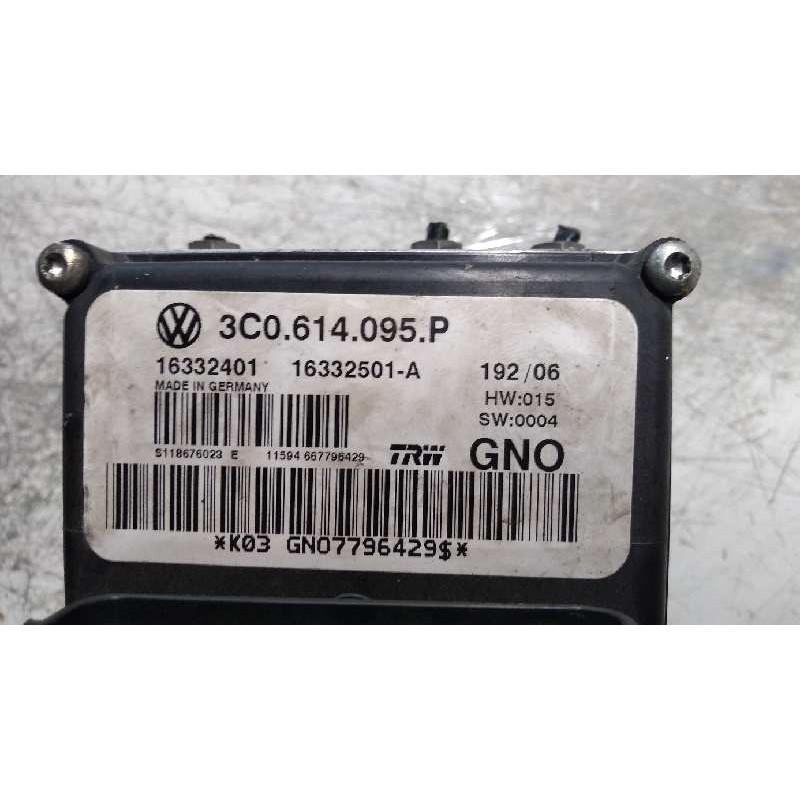 3C0.614.095.P
16332401 16332501-A 192/06
MADE IN GERMANY HW:015
SW:0004
S118676023 E 11594 667796429 TRW GNO
*K03 GNO7796429$*